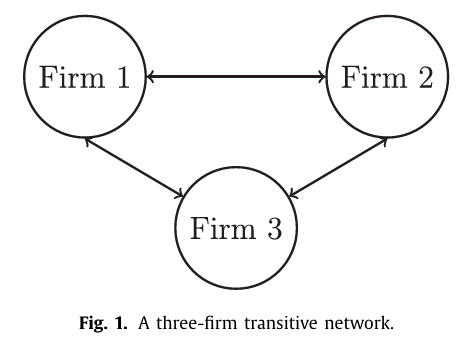 Firm 1
Firm 2
Firm 3
Fig. 1. A three-firm transitive network.